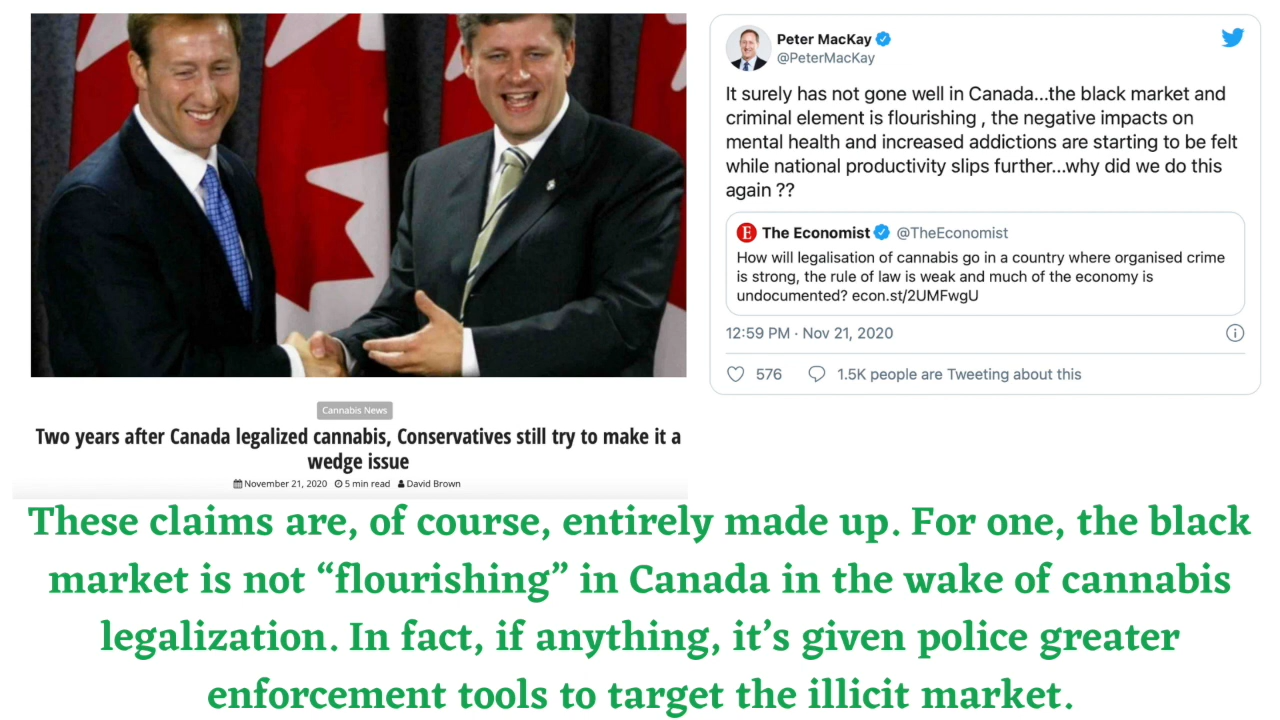 Peter MacKay
@PeterMacKay
It surely has not gone well in Canada...the black market and
criminal element is flourishing , the negative impacts on
mental health and increased addictions are starting to be felt
while national productivity slips further...why did we do this
again ??
The Economist @TheEconomist
How will legalisation of cannabis go in a country where organised crime
is strong, the rule of law is weak and much of the economy is
undocumented? econ.st/2UMFwgU
12:59 PM · Nov 21, 2020
576 1.5K people are Tweeting about this
Cannabis News
Two years after Canada legalized cannabis, Conservatives still try to make it a
wedge issue
November 21, 2020 5 min read David Brown
These claims are, of course, entirely made up. For one, the black
market is not “flourishing” in Canada in the wake of cannabis
legalization. In fact, if anything, it’s given police greater
enforcement tools to target the illicit market.